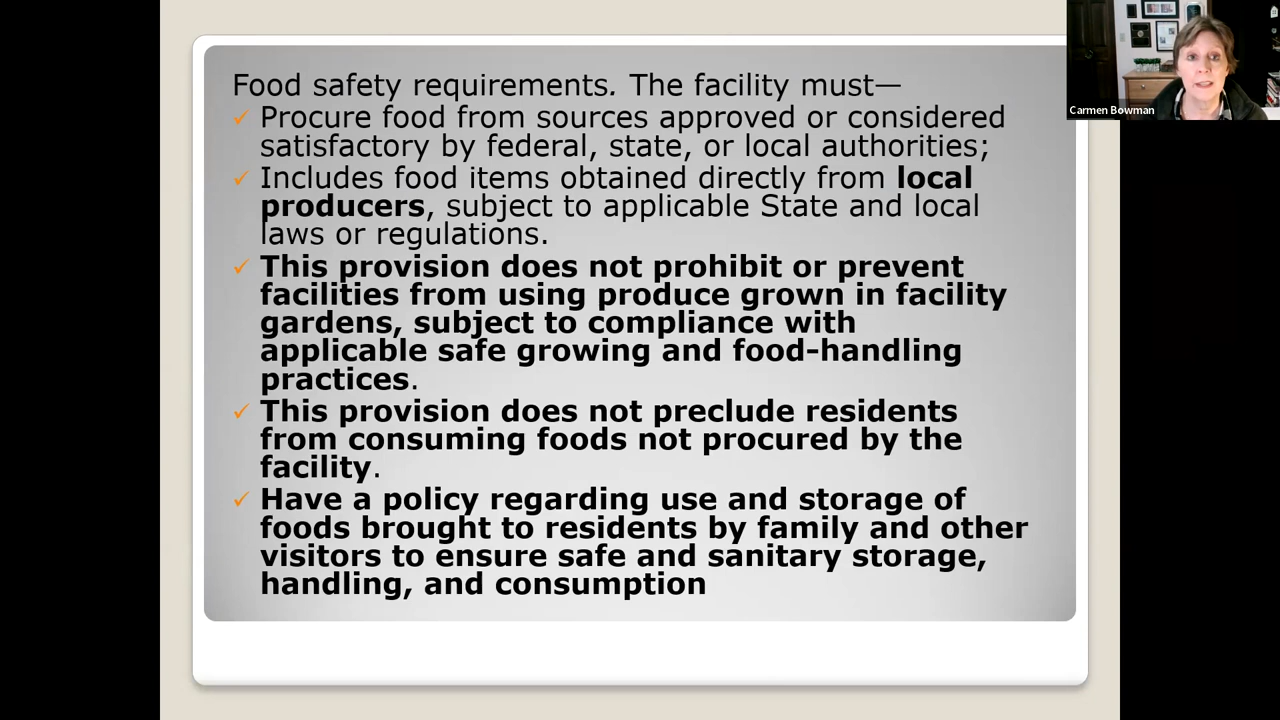 Food safety requirements. The facility must—
✓ Procure food from sources approved or considered
satisfactory by federal, state, or local authorities;
✓ Includes food items obtained directly from local
producers, subject to applicable State and local
laws or regulations.
✓ This provision does not prohibit or prevent
facilities from using produce grown in facility
gardens, subject to compliance with
applicable safe growing and food-handling
practices.
✓ This provision does not preclude residents
from consuming foods not procured by the
facility.
✓ Have a policy regarding use and storage of
foods brought to residents by family and other
visitors to ensure safe and sanitary storage,
handling, and consumption
Carmen Bowman